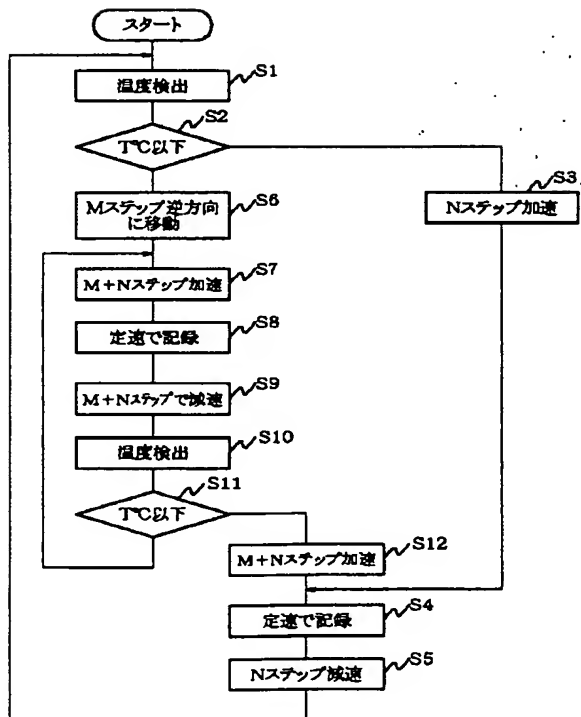 スタート
S1
温度検出
S2
T℃以下
S3
Nステップ加速
S6
Mステップ逆方向
に移動
S7
M+Nステップ加速
S8
定速で記録
S9
M+Nステップで減速
S10
温度検出
S11
T℃以下
S12
M+Nステップ加速
S4
定速で記録
S5
Nステップ減速